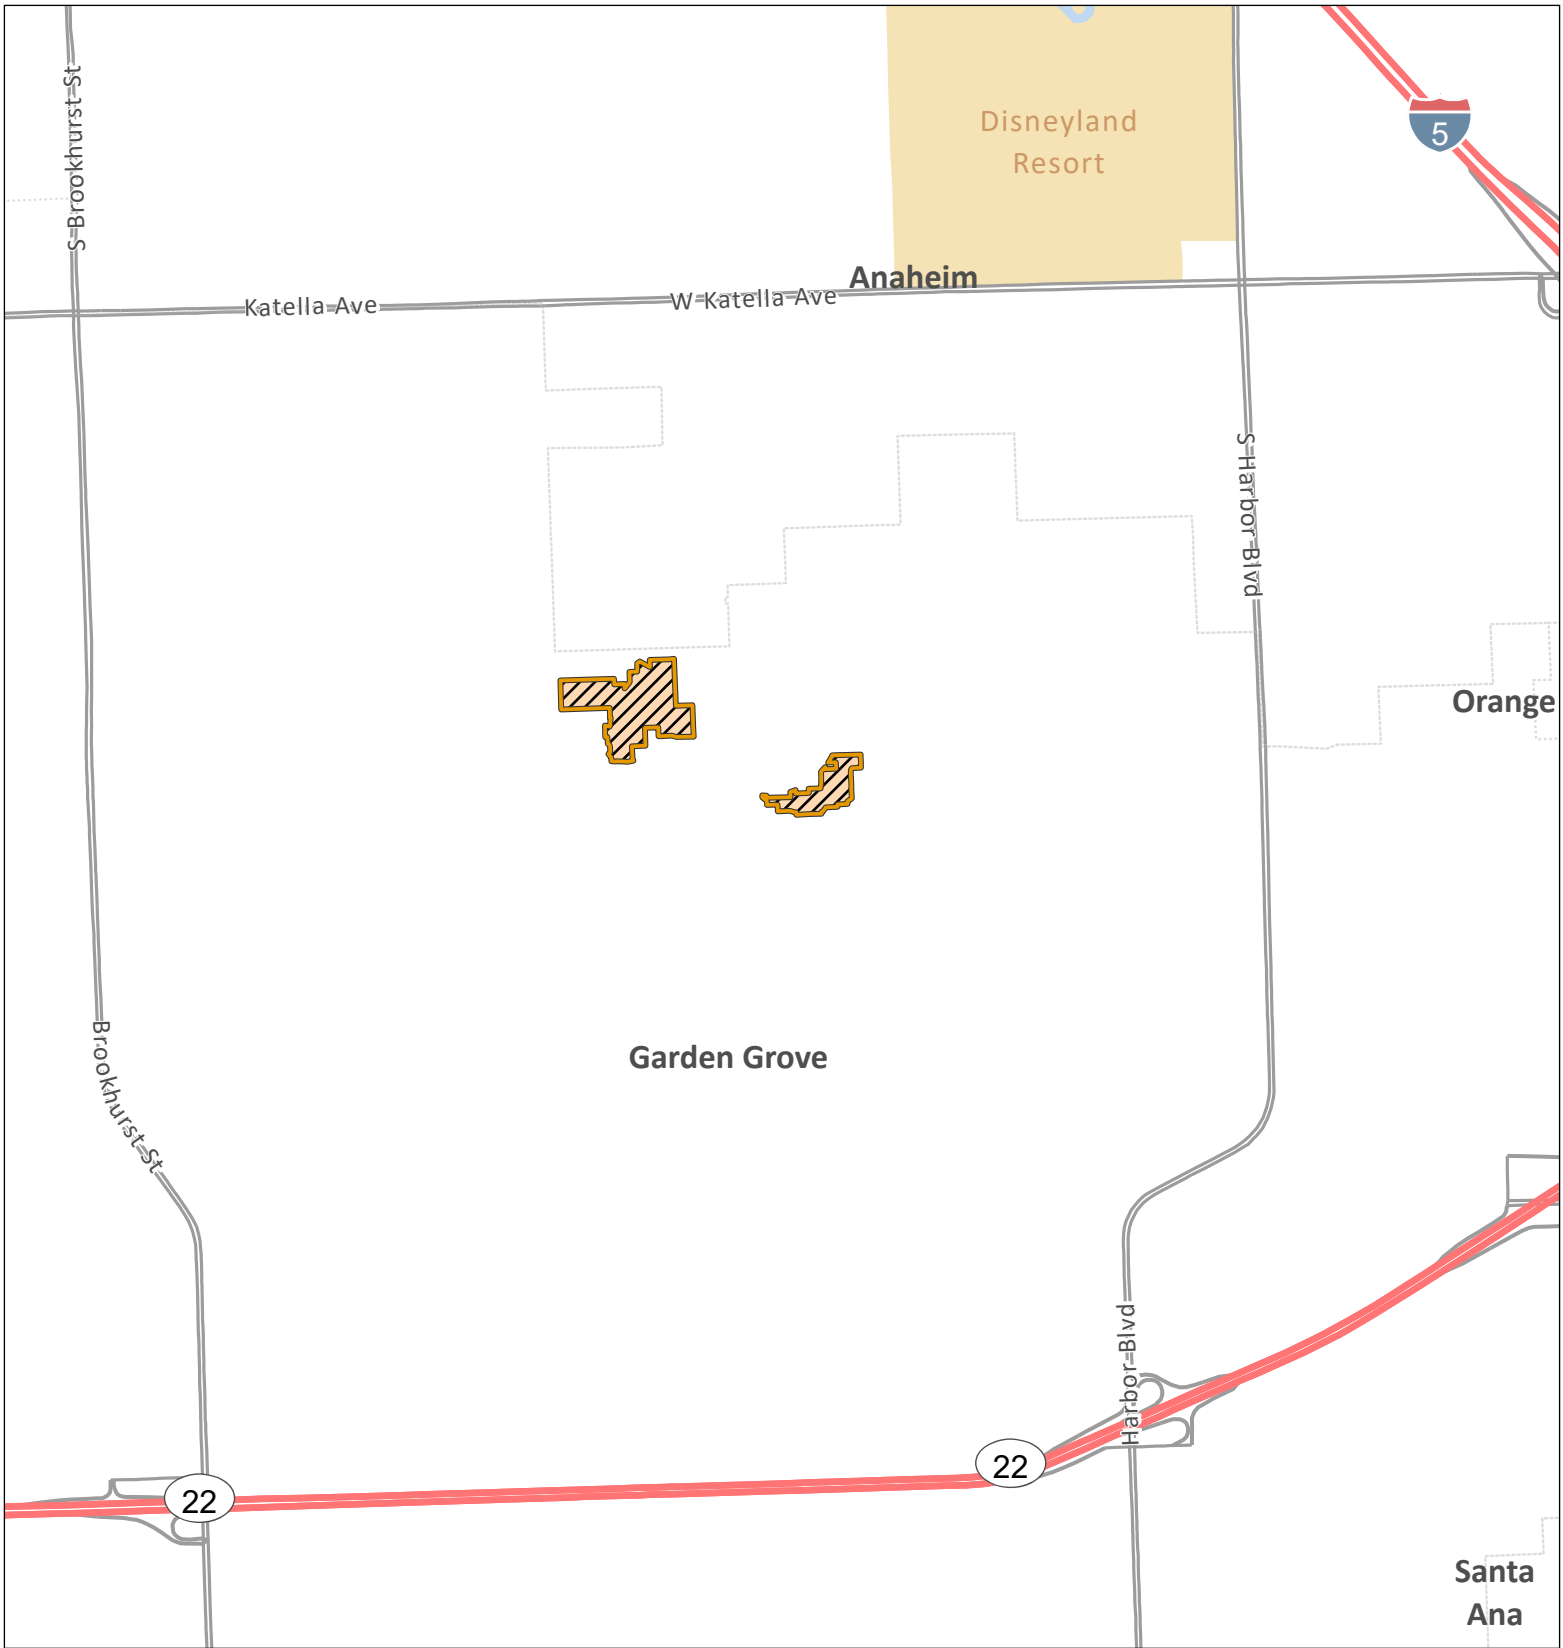 S Brookhurst St
Disneyland
Resort
5
Anaheim
Katella Ave
W Katella Ave
S Harbor Blvd
Orange
Garden Grove
Brookhurst St
Harbor Blvd
22
22
Santa
Ana